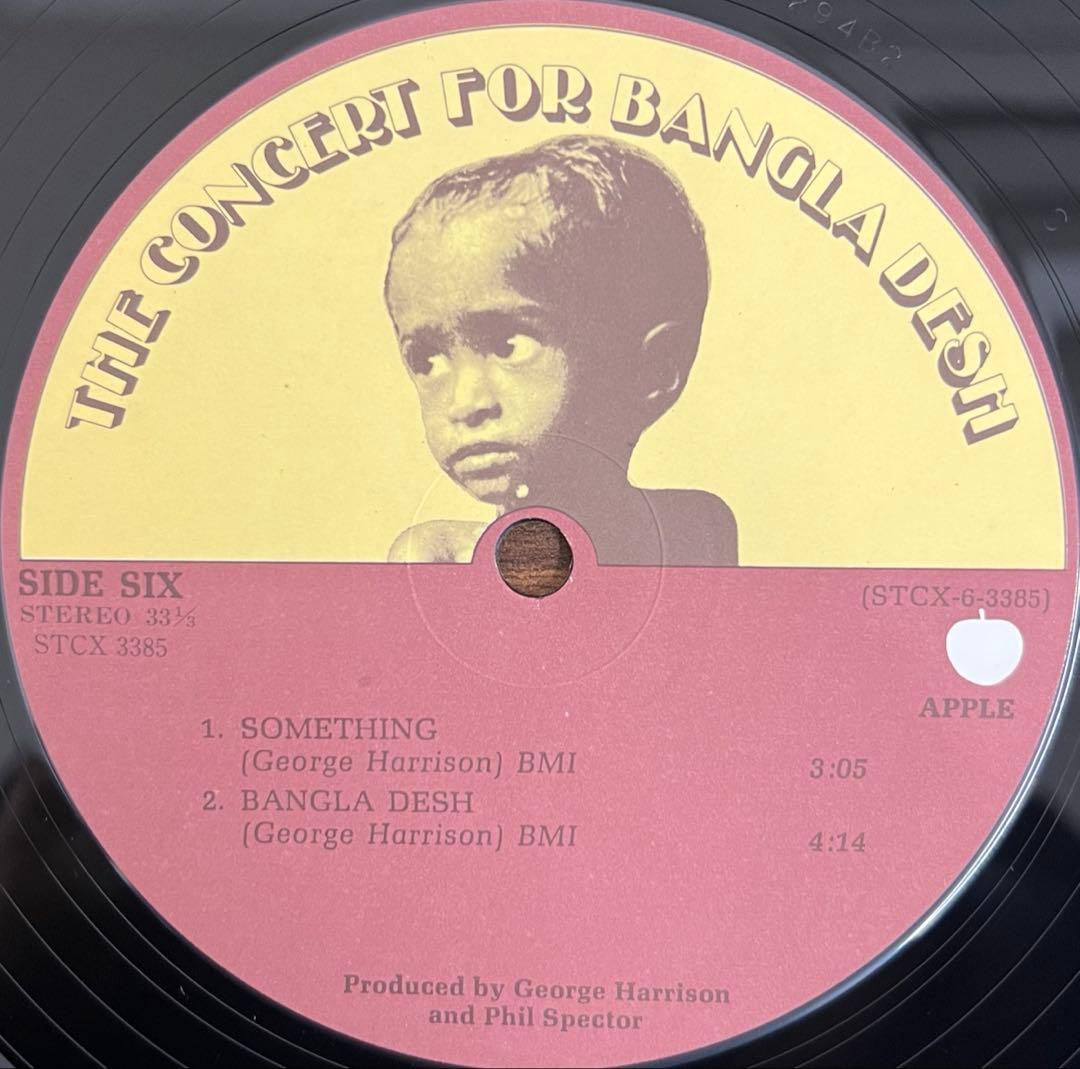 THE CONCERT FOR BANGLA DESH
SIDE SIX
STEREO 33⅓
STCX 3385
(STCX-6-3385)
APPLE
1. SOMETHING
(George Harrison) BMI 3:05
2. BANGLA DESH
(George Harrison) BMI 4:14
Produced by George Harrison
and Phil Spector